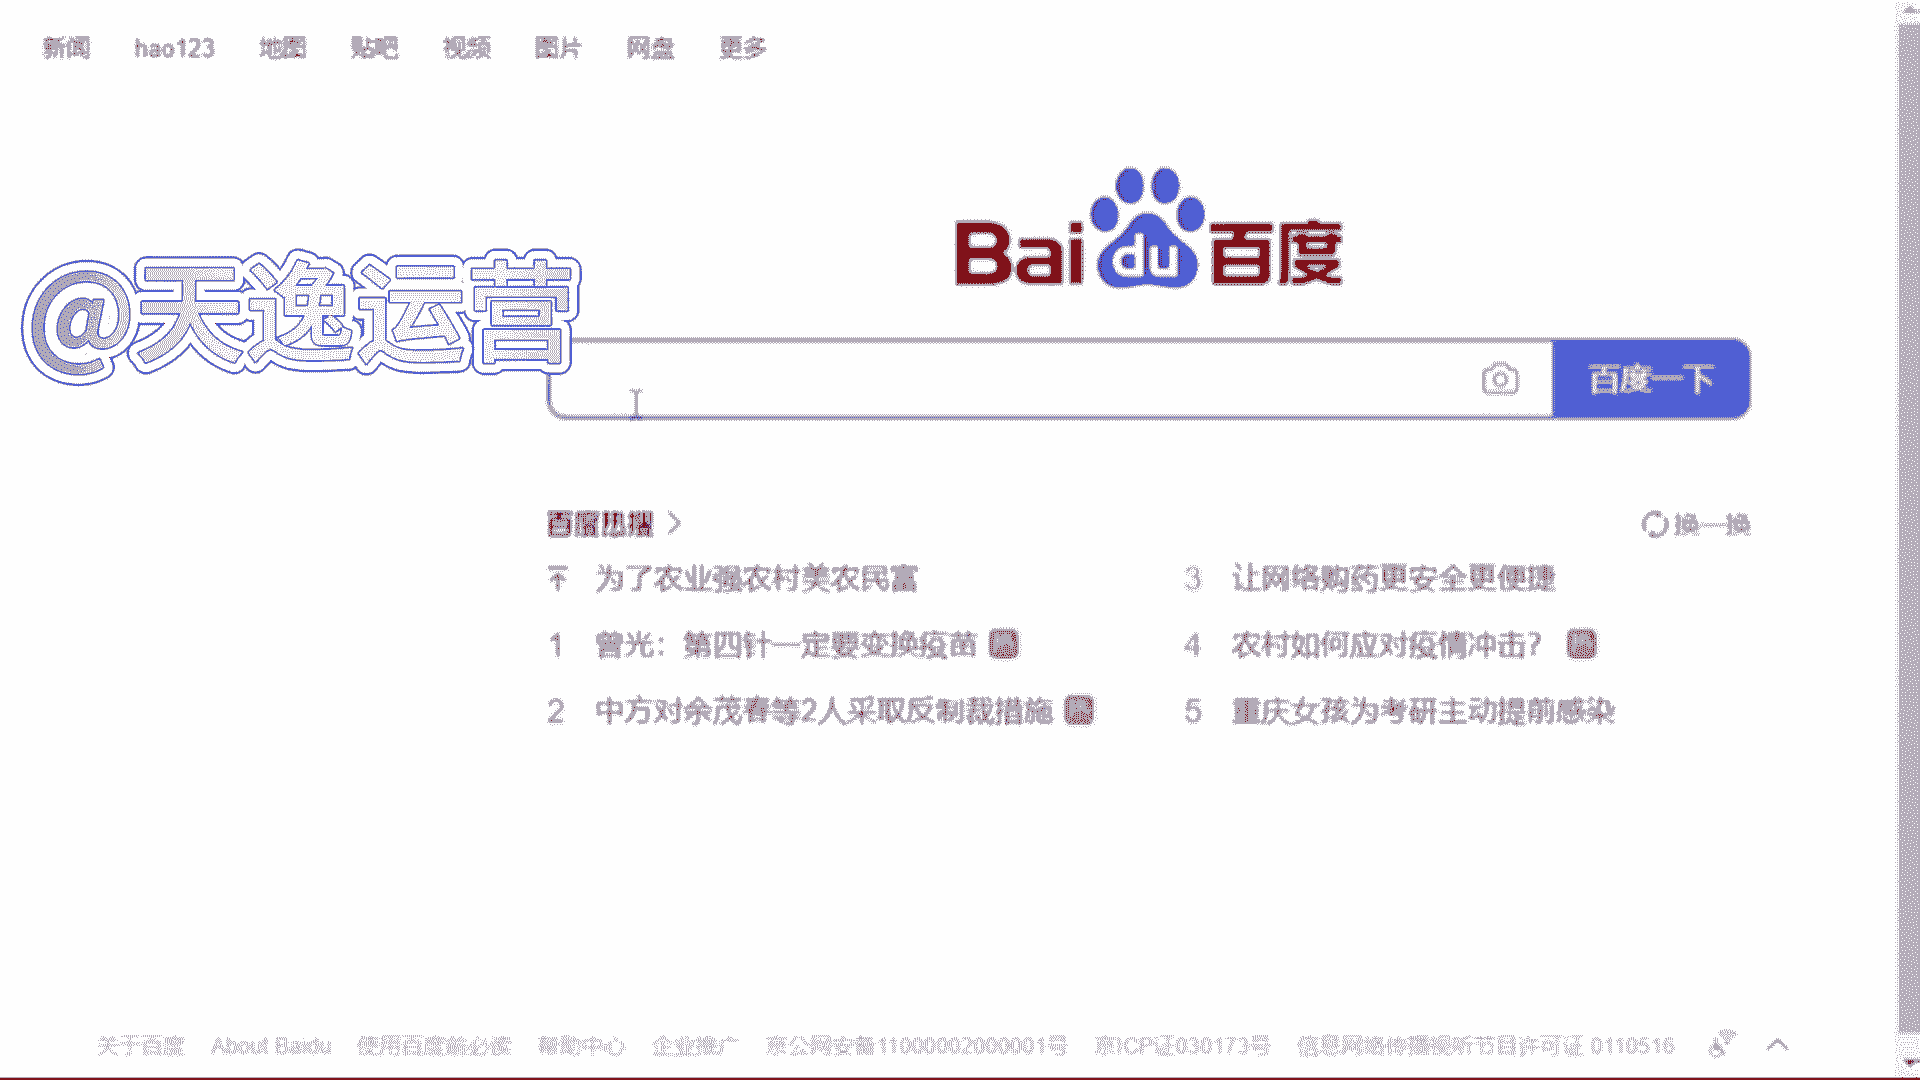 新闻 hao123 地图 贴吧 视频 图片 网盘 更多
Baidu百度
@天逸运营
百度一下
百度热搜 换一换
为了农业强农村美农民富
3 让网络购药更安全更便捷
1 曾光：第四针一定要变换疫苗
4 农村如何应对疫情冲击？
2 中方对余茂春等2人采取反制裁措施
5 重庆女孩为考研主动提前感染
关于百度 About Baidu 使用百度前必读 帮助中心 企业推广 京公网安备11000002000001号 京ICP证030173号 信息网络传播视听节目许可证 0110516